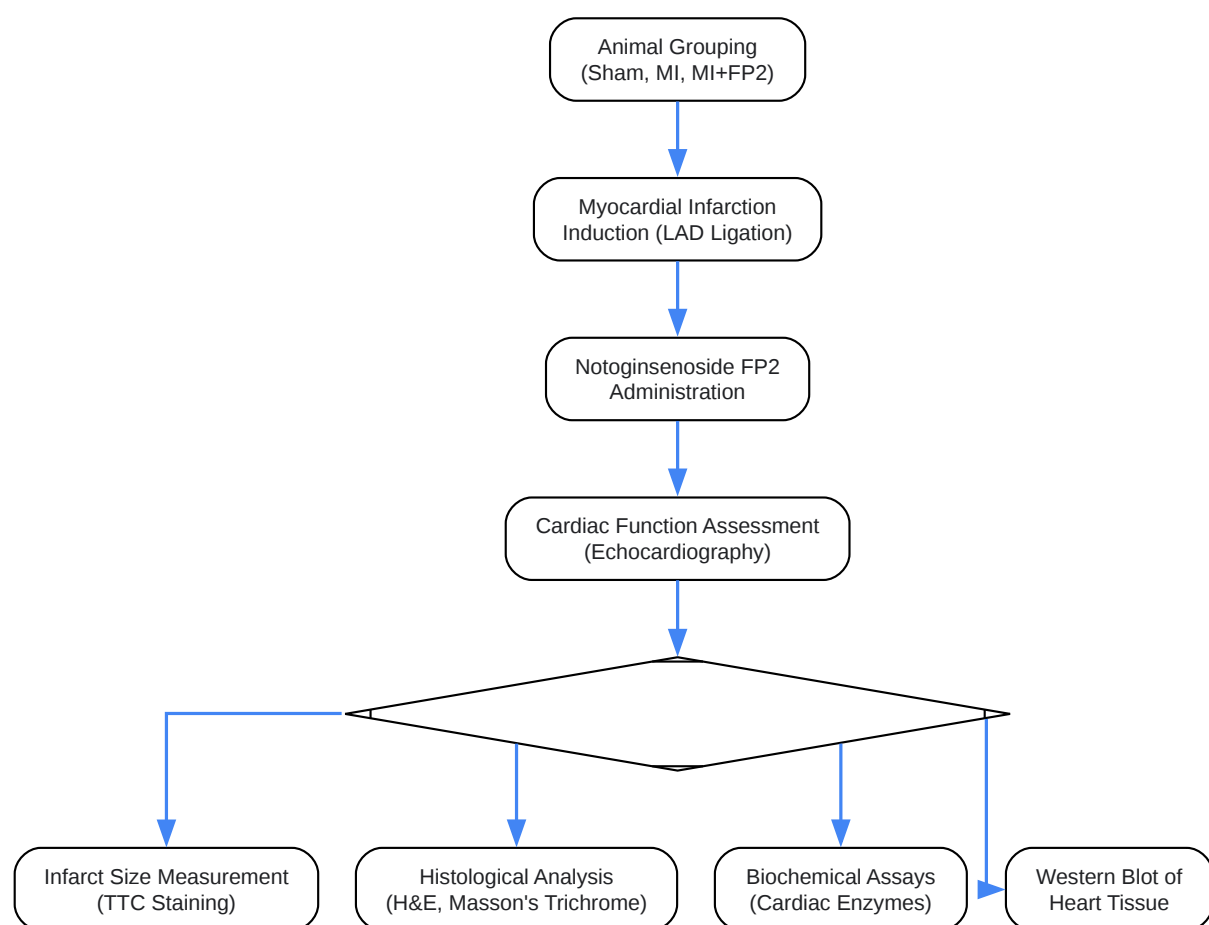 Animal Grouping
(Sham, MI, MI+FP2)
Myocardial Infarction
Induction (LAD Ligation)
Notoginsenoside FP2
Administration
Cardiac Function Assessment
(Echocardiography)
Infarct Size Measurement
(TTC Staining)
Histological Analysis
(H&E, Masson's Trichrome)
Biochemical Assays
(Cardiac Enzymes)
Western Blot of
Heart Tissue